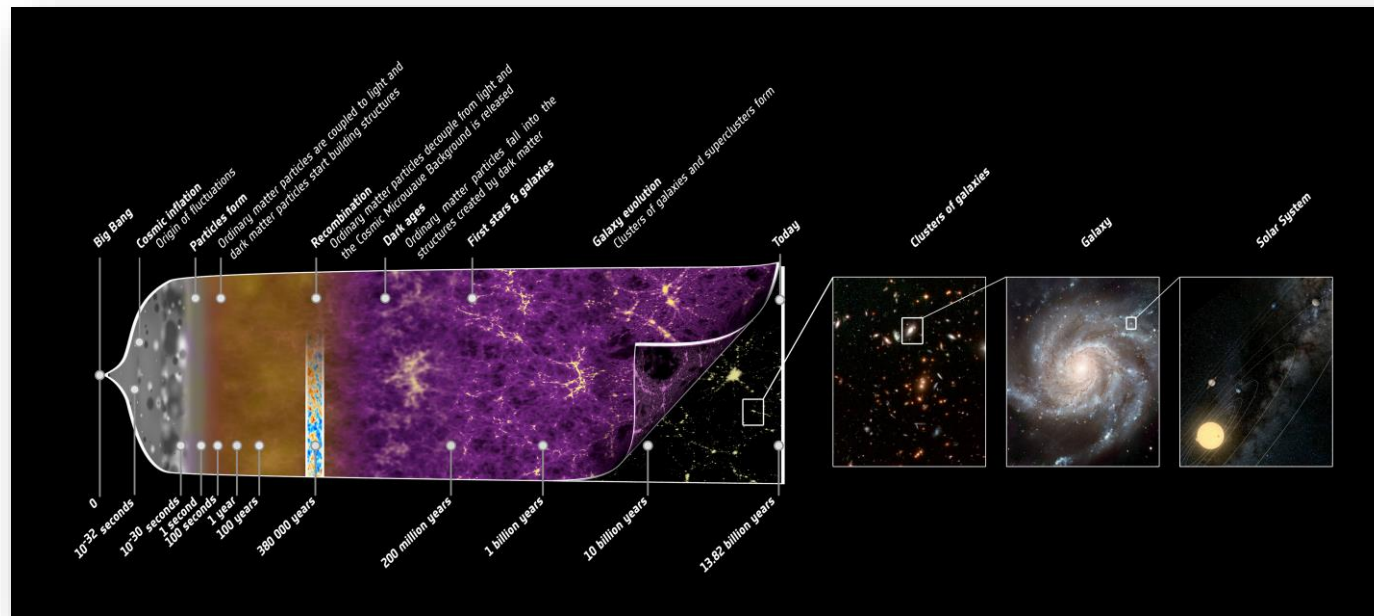 Big Bang
Cosmic inflation
Origin of fluctuations
Particles form
Ordinary matter particles are coupled to light and
dark matter particles start building structures
Recombination
Ordinary matter particles decouple from light and
the Cosmic Microwave Background is released
Dark ages
Ordinary matter particles fall into the
structures created by dark matter
First stars & galaxies
Galaxy evolution
Clusters of galaxies and superclusters form
Today
Clusters of galaxies
Galaxy
Solar System
0
10⁻³² seconds
10⁻³⁰ seconds
1 second
100 seconds
1 year
100 years
380 000 years
200 million years
1 billion years
10 billion years
13.82 billion years